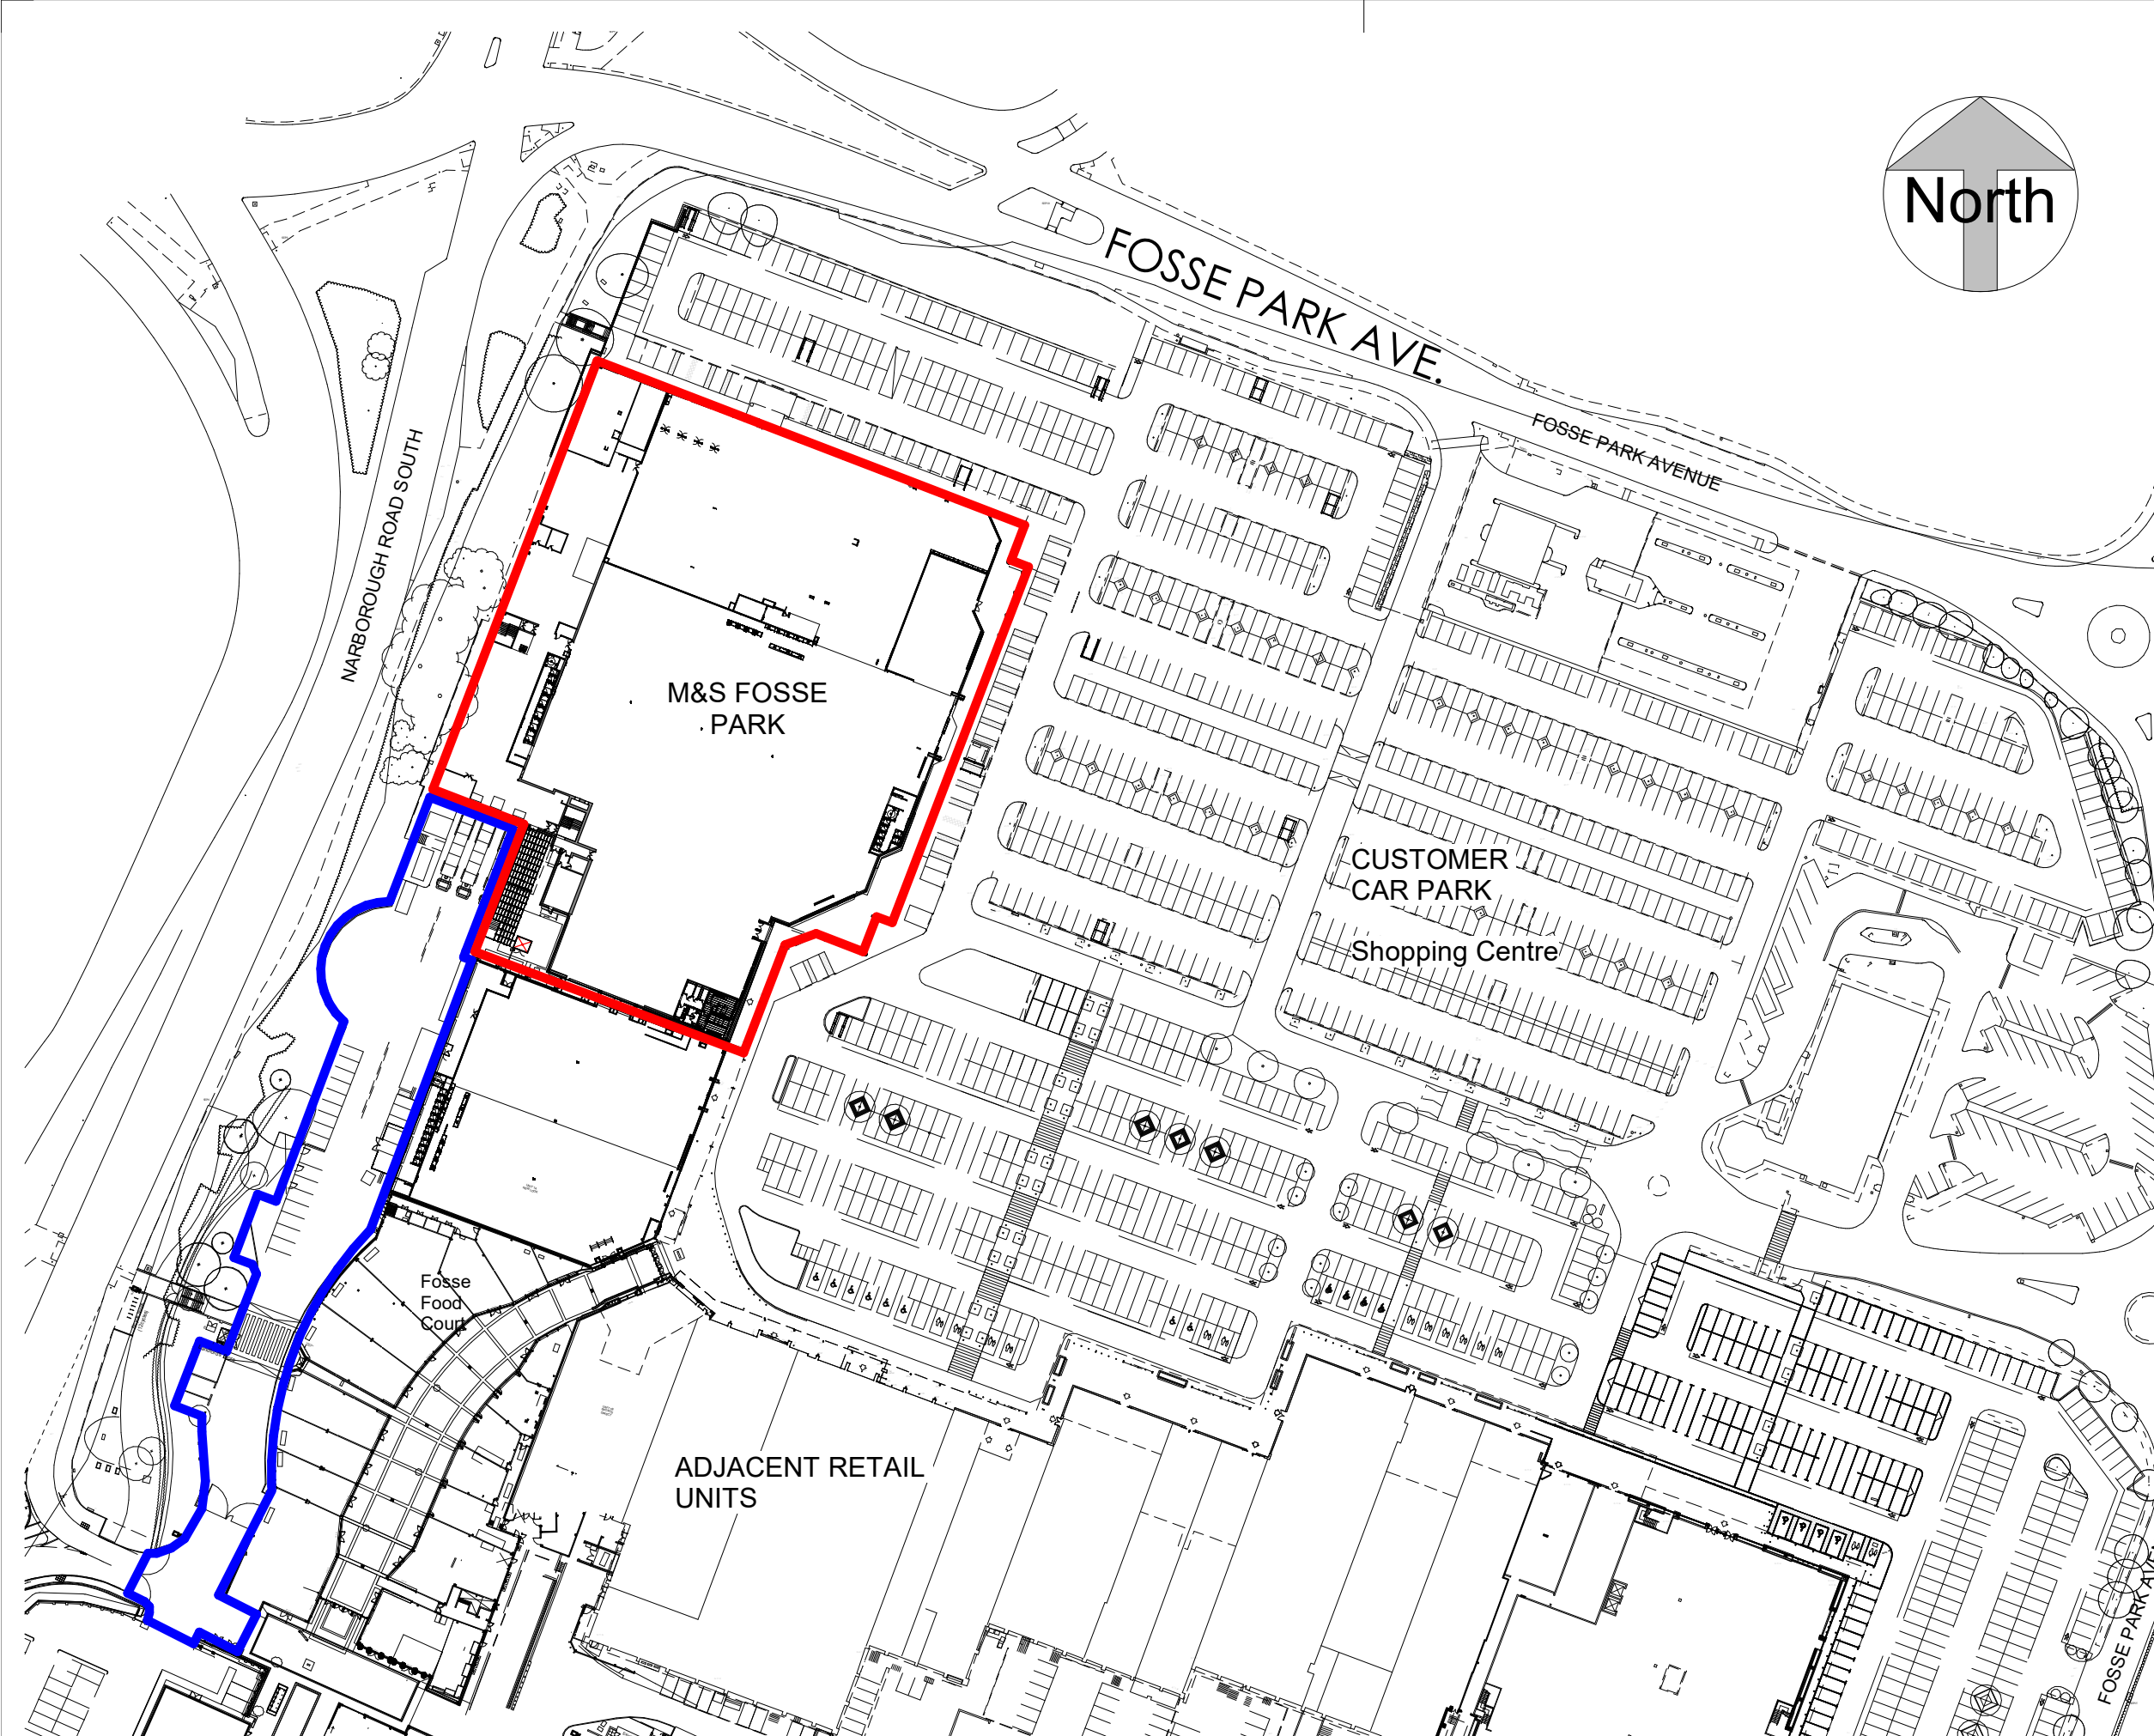 North
FOSSE PARK AVE.
FOSSE PARK AVENUE
NARBOROUGH ROAD SOUTH
M&S FOSSE
PARK
CUSTOMER
CAR PARK
Shopping Centre
Fosse
Food
Court
ADJACENT RETAIL
UNITS
FOSSE PARK AVEN